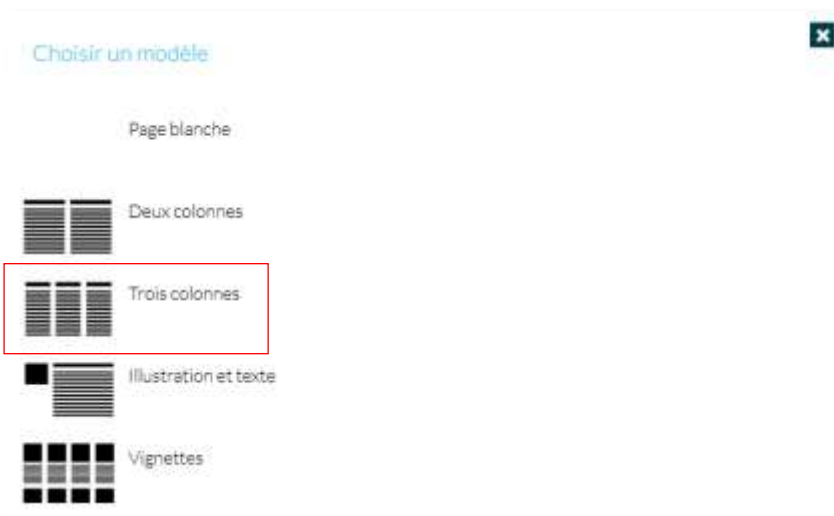 Choisir un modèle
Page blanche
Deux colonnes
Trois colonnes
Illustration et texte
Vignettes